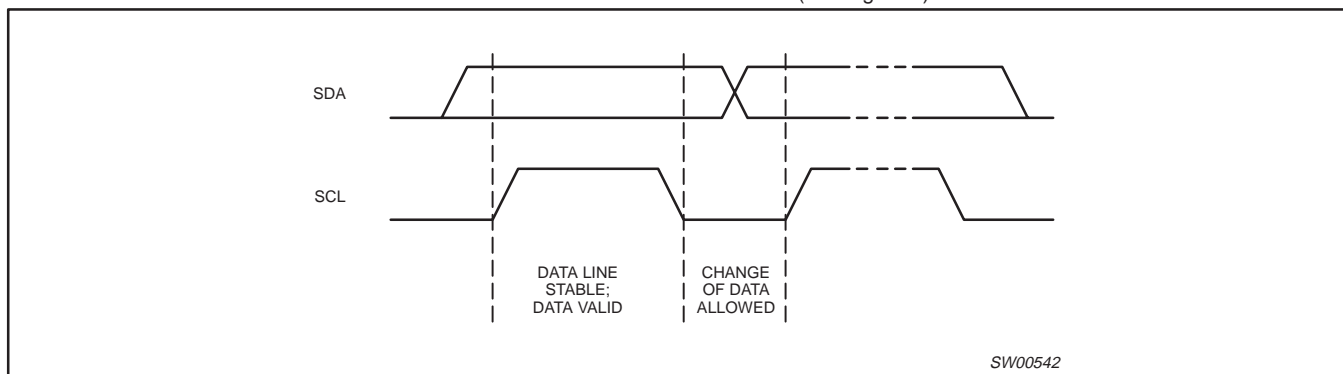 SDA
SCL
DATA LINE
STABLE;
DATA VALID
CHANGE
OF DATA
ALLOWED
SW00542